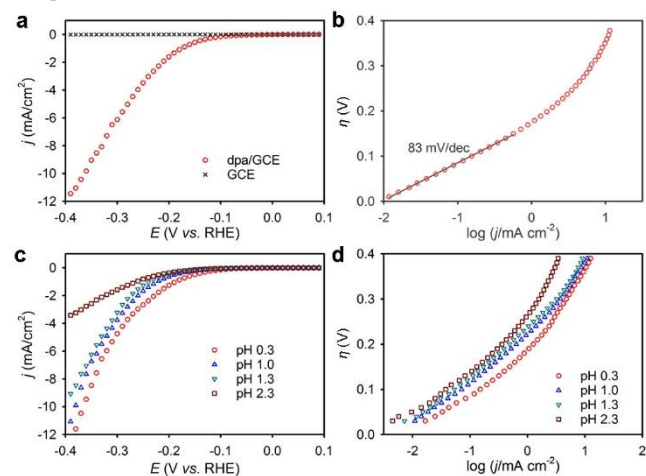 a
j (mA/cm²)
0
-2
-4
-6
-8
-10
-12
dpa/GCE
GCE
-0.4 -0.3 -0.2 -0.1 0.0 0.1
E (V vs. RHE)
b
η (V)
0.4
0.3
0.2
0.1
0.0
83 mV/dec
-2 -1 0 1
log (j/mA cm⁻²)
c
j (mA/cm²)
0
-2
-4
-6
-8
-10
-12
pH 0.3
pH 1.0
pH 1.3
pH 2.3
-0.4 -0.3 -0.2 -0.1 0.0 0.1
E (V vs. RHE)
d
η (V)
0.4
0.3
0.2
0.1
0.0
pH 0.3
pH 1.0
pH 1.3
pH 2.3
-2 -1 0 1 2
log (j/mA cm⁻²)